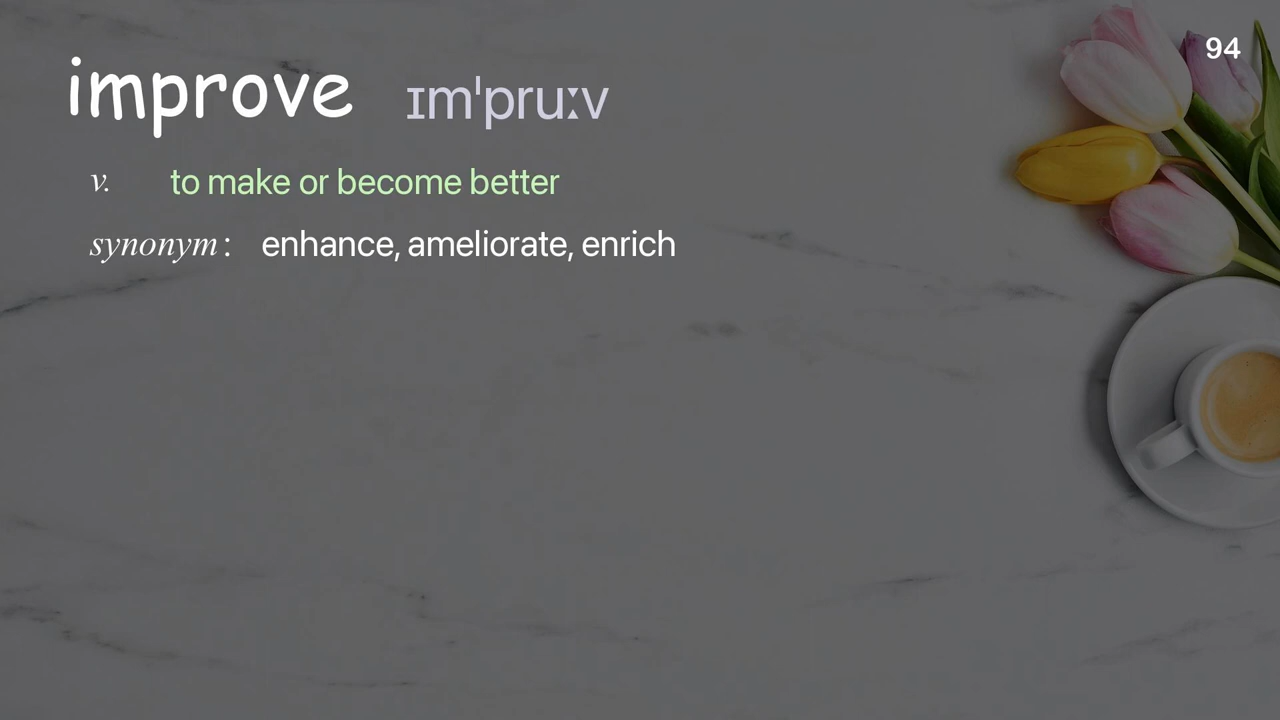 94
improve ɪmˈpruːv
v. to make or become better
synonym : enhance, ameliorate, enrich